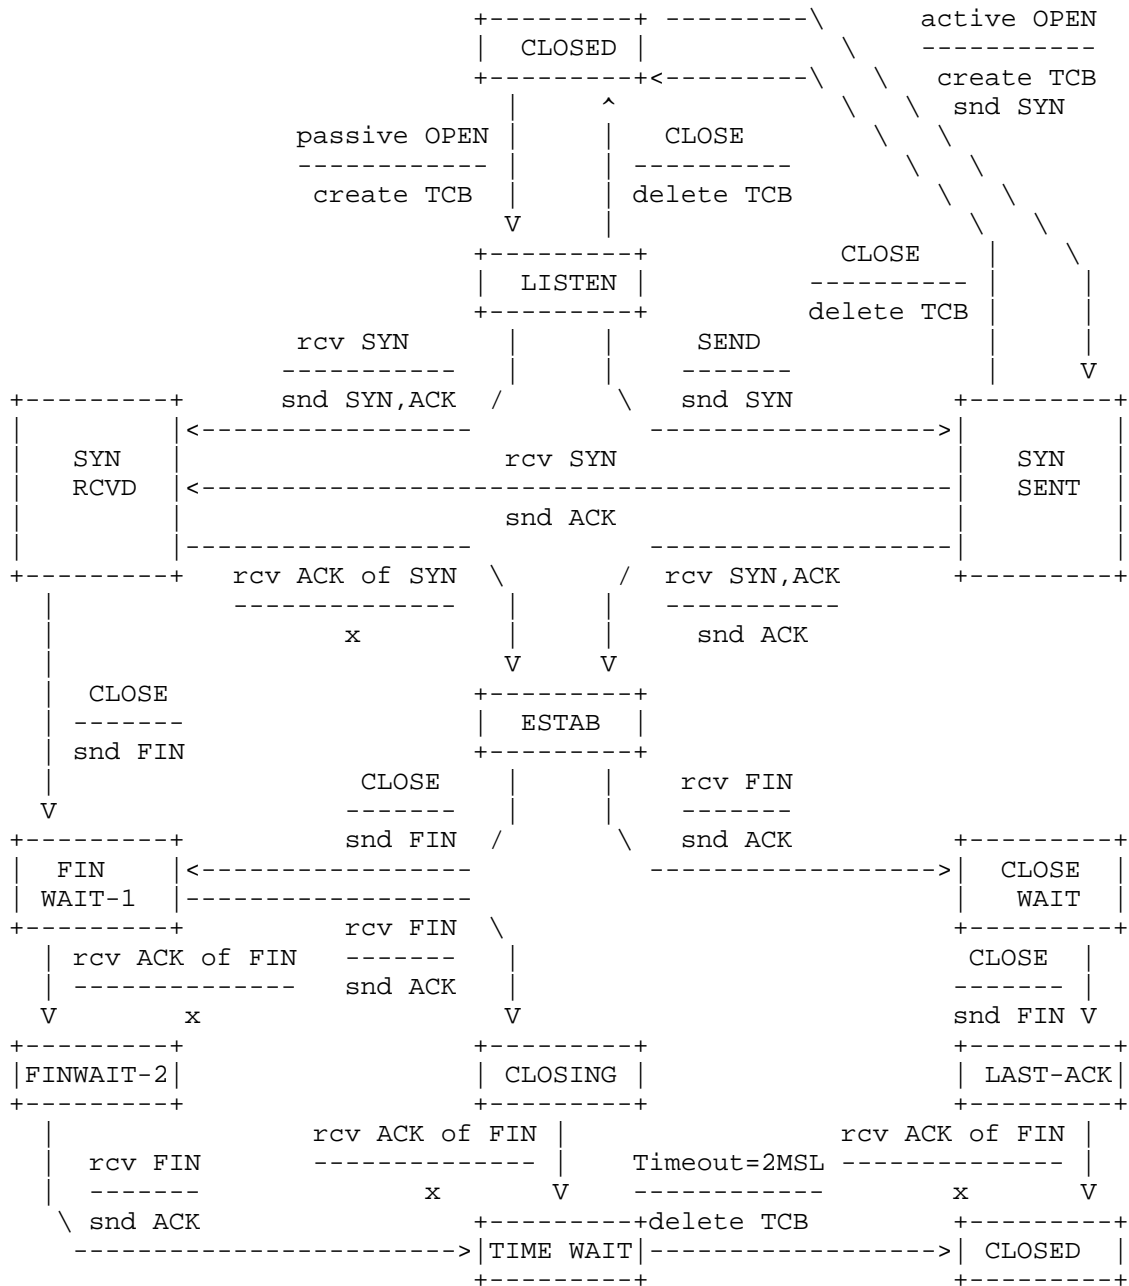 +---------+ ---------\      active OPEN
                              |  CLOSED |            \    -----------
                              +---------+<---------\   \   create TCB
                                |     ^              \   \  snd SYN
                   passive OPEN |     |   CLOSE        \   \
                   ------------ |     | ----------       \   \
                    create TCB  |     | delete TCB         \   \
                                V     |                      \   \
                              +---------+            CLOSE    |    \
                              |  LISTEN |          ---------- |     |
                              +---------+          delete TCB |     |
                   rcv SYN      |     |     SEND              |     |
                  -----------   |     |    -------            |     V
 +---------+      snd SYN,ACK  /       \   snd SYN          +---------+
 |         |<-----------------           ------------------>|         |
 |   SYN   |                    rcv SYN                     |   SYN   |
 |   RCVD  |<-----------------------------------------------|   SENT  |
 |         |                    snd ACK                     |         |
 |         |------------------           -------------------|         |
 +---------+   rcv ACK of SYN  \       /  rcv SYN,ACK       +---------+
   |           --------------   |     |   -----------
   |                  x         |     |     snd ACK
   |                            V     V
   |  CLOSE                   +---------+
   | -------                  |  ESTAB  |
   | snd FIN                  +---------+
   |                   CLOSE    |     |    rcv FIN
   V                  -------   |     |    -------
 +---------+          snd FIN  /       \   snd ACK          +---------+
 |  FIN    |<-----------------           ------------------>|  CLOSE  |
 | WAIT-1  |------------------                              |   WAIT  |
 +---------+          rcv FIN  \                            +---------+
   | rcv ACK of FIN   -------   |                            CLOSE  |
   | --------------   snd ACK   |                           ------- |
   V        x                   V                           snd FIN V
 +---------+                  +---------+                   +---------+
 |FINWAIT-2|                  | CLOSING |                   | LAST-ACK|
 +---------+                  +---------+                   +---------+
   |                rcv ACK of FIN |                 rcv ACK of FIN |
   |  rcv FIN       -------------- |    Timeout=2MSL -------------- |
   |  -------              x       V    ------------        x       V
    \ snd ACK                 +---------+delete TCB         +---------+
     ------------------------>|TIME WAIT|------------------>| CLOSED  |
                              +---------+                   +---------+